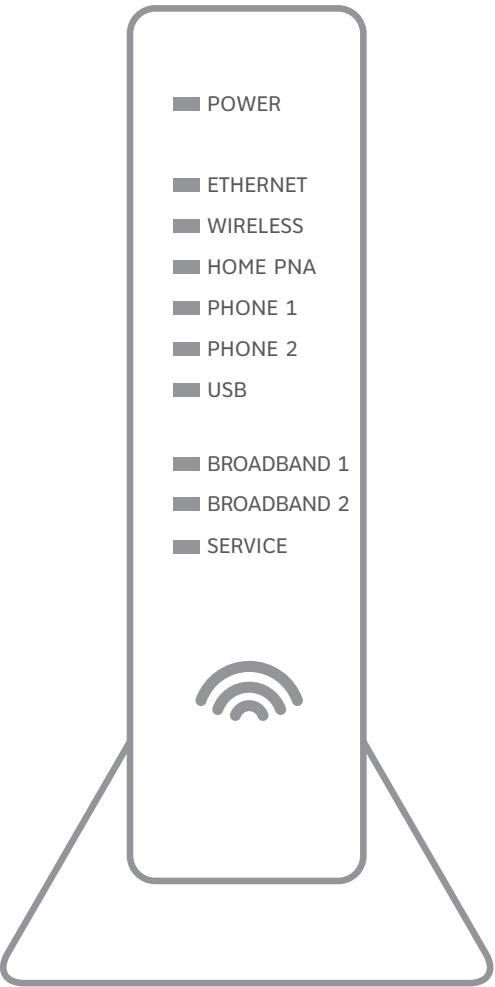 POWER
ETHERNET
WIRELESS
HOME PNA
PHONE 1
PHONE 2
USB
BROADBAND 1
BROADBAND 2
SERVICE